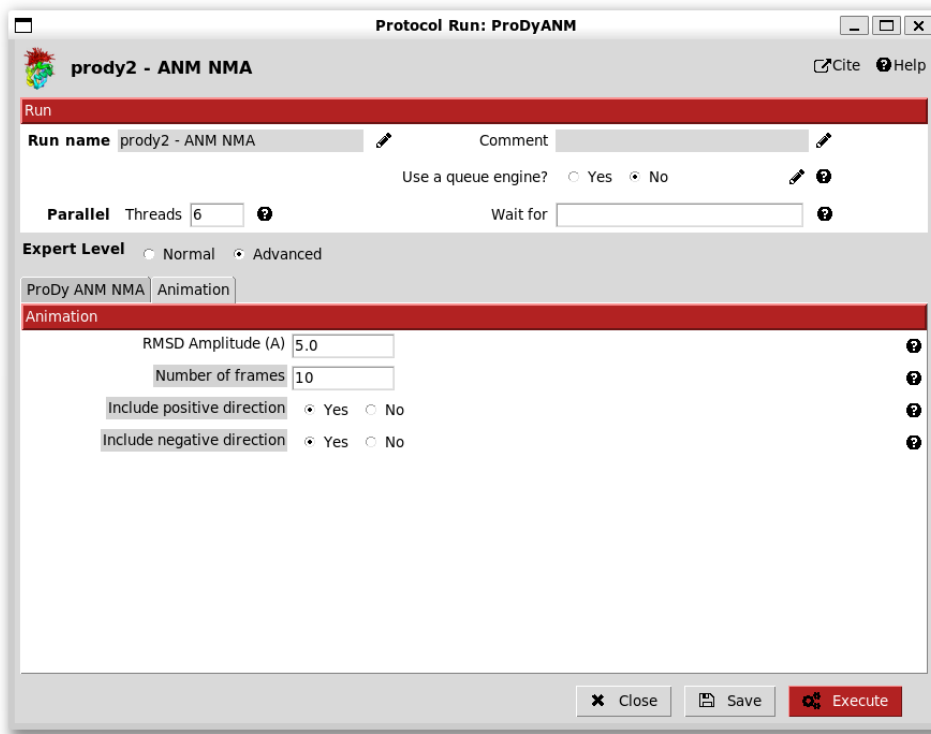 Protocol Run: ProDyANM
prody2 - ANM NMA
Cite Help
Run
Run name prody2 - ANM NMA Comment
Use a queue engine? Yes No
Parallel Threads 6 Wait for
Expert Level Normal Advanced
ProDy ANM NMA Animation
Animation
RMSD Amplitude (A) 5.0
Number of frames 10
Include positive direction Yes No
Include negative direction Yes No
Close Save Execute